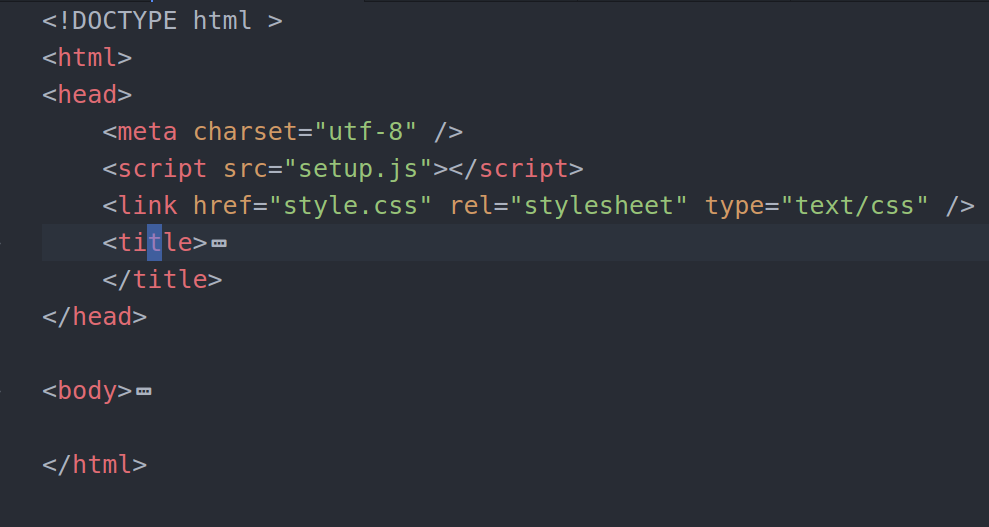 <!DOCTYPE html >
<html>
<head>
    <meta charset="utf-8" />
    <script src="setup.js"></script>
    <link href="style.css" rel="stylesheet" type="text/css" />
    <title>
    </title>
</head>
<body>
</html>